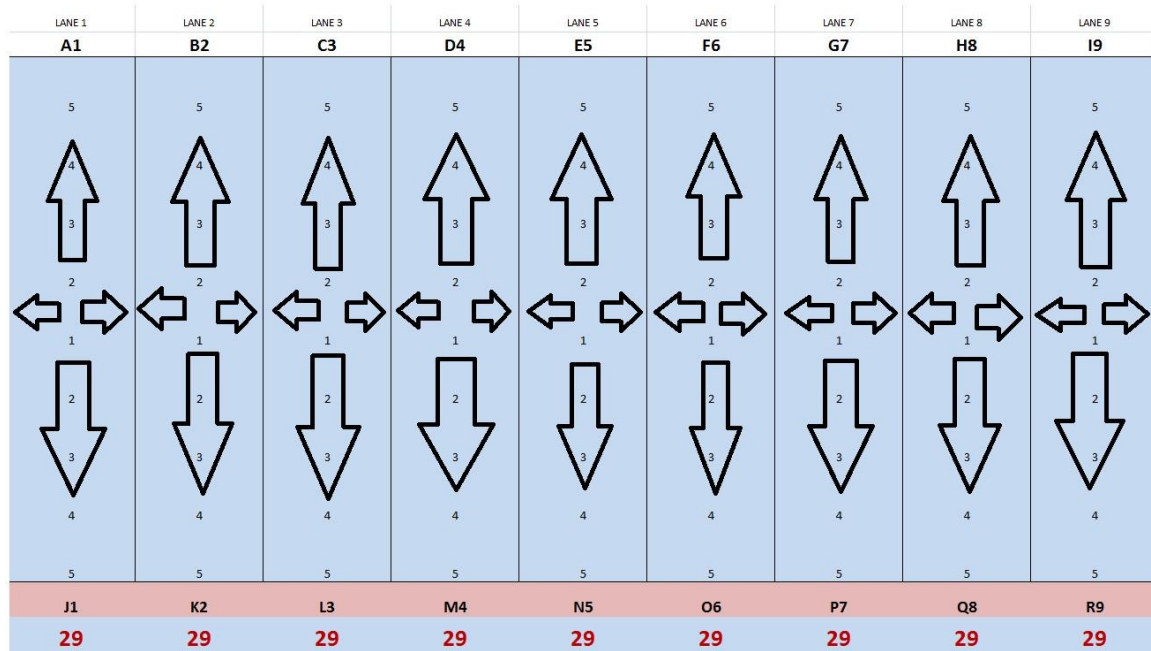 LANE 1 LANE 2 LANE 3 LANE 4 LANE 5 LANE 6 LANE 7 LANE 8 LANE 9
A1 B2 C3 D4 E5 F6 G7 H8 I9
5 5 5 5 5 5 5 5 5
4 4 4 4 4 4 4 4 4
3 3 3 3 3 3 3 3 3
2 2 2 2 2 2 2 2 2
1 1 1 1 1 1 1 1 1
2 2 2 2 2 2 2 2 2
3 3 3 3 3 3 3 3 3
4 4 4 4 4 4 4 4 4
5 5 5 5 5 5 5 5 5
J1 K2 L3 M4 N5 O6 P7 Q8 R9
29 29 29 29 29 29 29 29 29